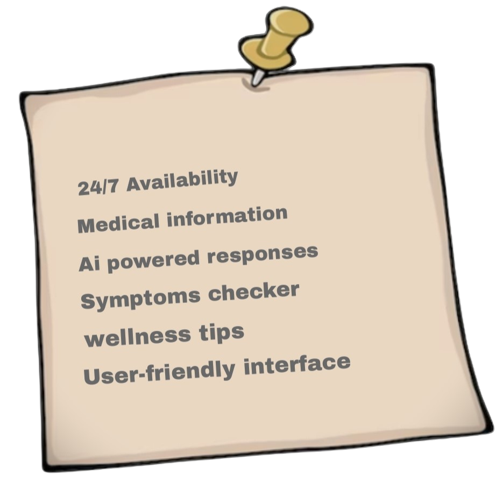 24/7 Availability
Medical information
Ai powered responses
Symptoms checker
wellness tips
User-friendly interface